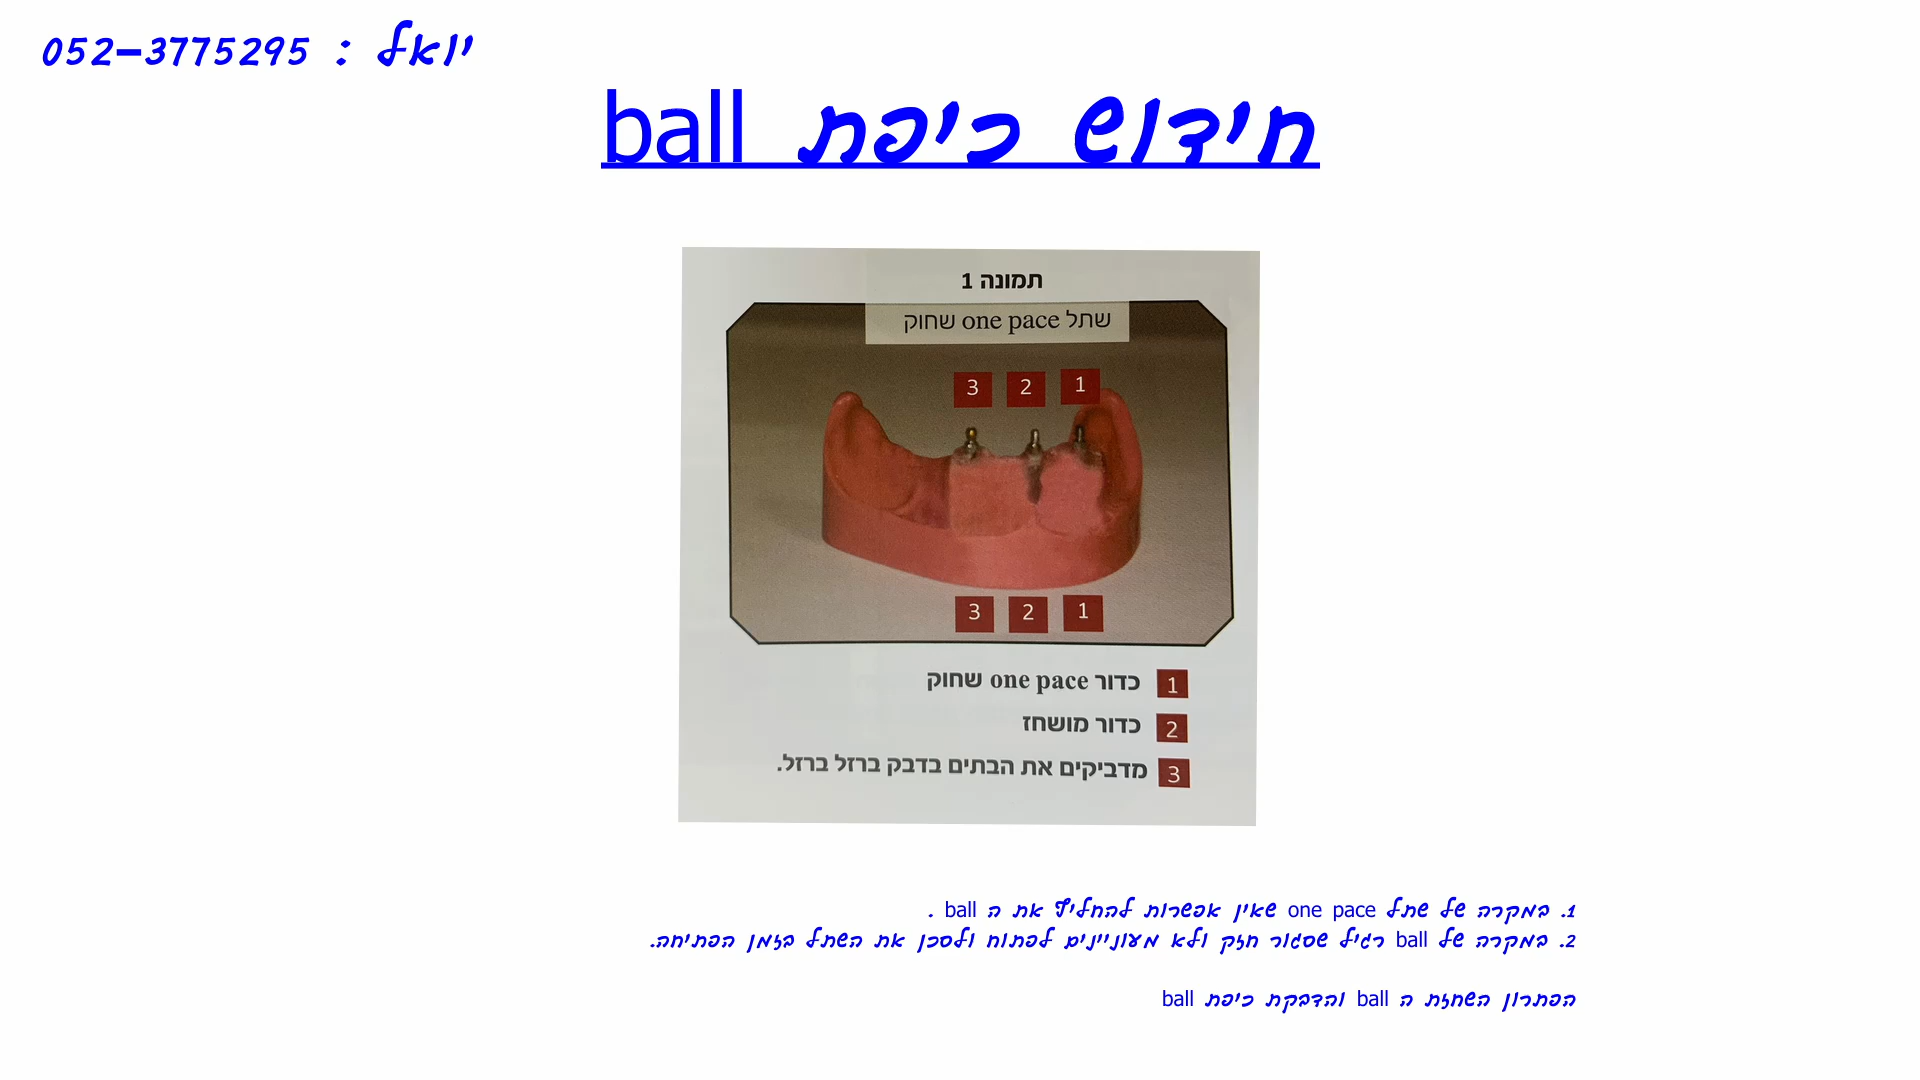 יואל : 052-3775295
חידוש כיפת ball
תמונה 1
שתל one pace שחוק
3 2 1
3 2 1
1 כדור one pace שחוק
2 כדור מושחז
3 מדביקים את הבתים בדבק ברזל ברזל.
1. במקרה של שתל one pace שאין אפשרות להחליף את ה ball .
2. במקרה של ball רגיל שסגור חזק ולא מעוניינים לפתוח ולסכן את השתל בזמן הפתיחה.
הפתרון השחזת ה ball והדבקת כיפת ball